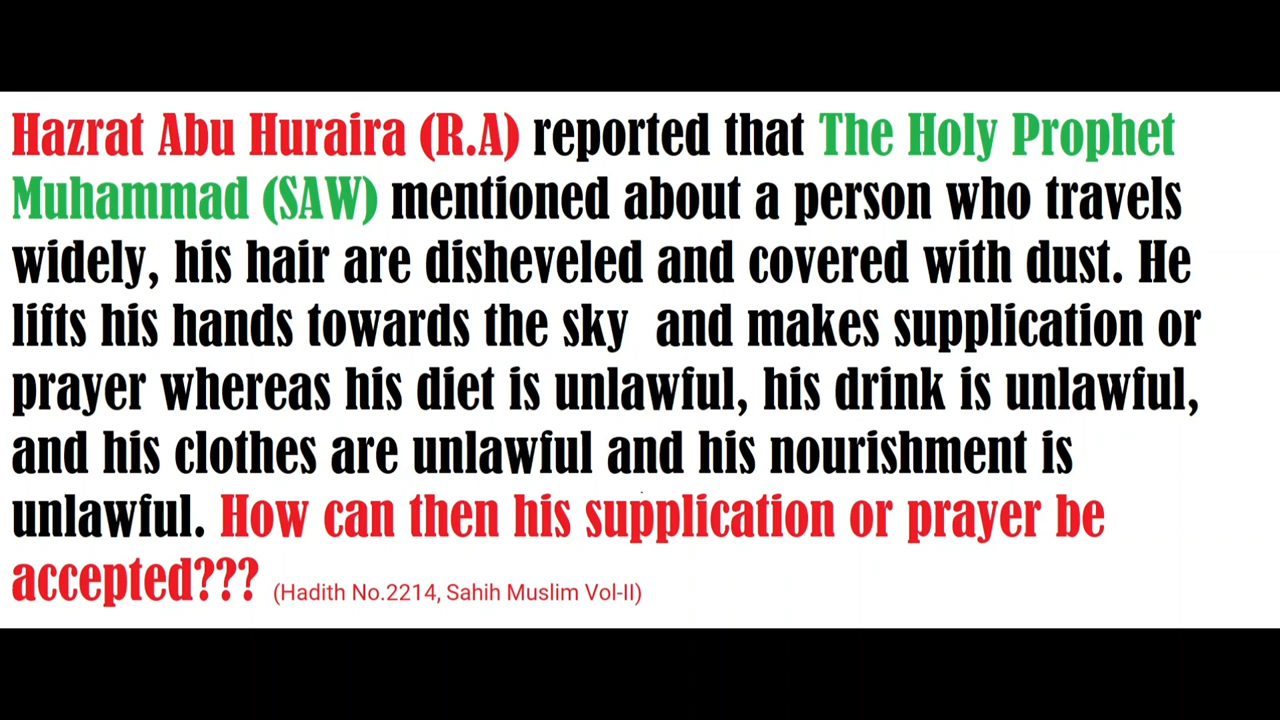 Hazrat Abu Huraira (R.A) reported that The Holy Prophet
Muhammad (SAW) mentioned about a person who travels
widely, his hair are disheveled and covered with dust. He
lifts his hands towards the sky  and makes supplication or
prayer whereas his diet is unlawful, his drink is unlawful,
and his clothes are unlawful and his nourishment is
unlawful. How can then his supplication or prayer be
accepted??? (Hadith No.2214, Sahih Muslim Vol-II)